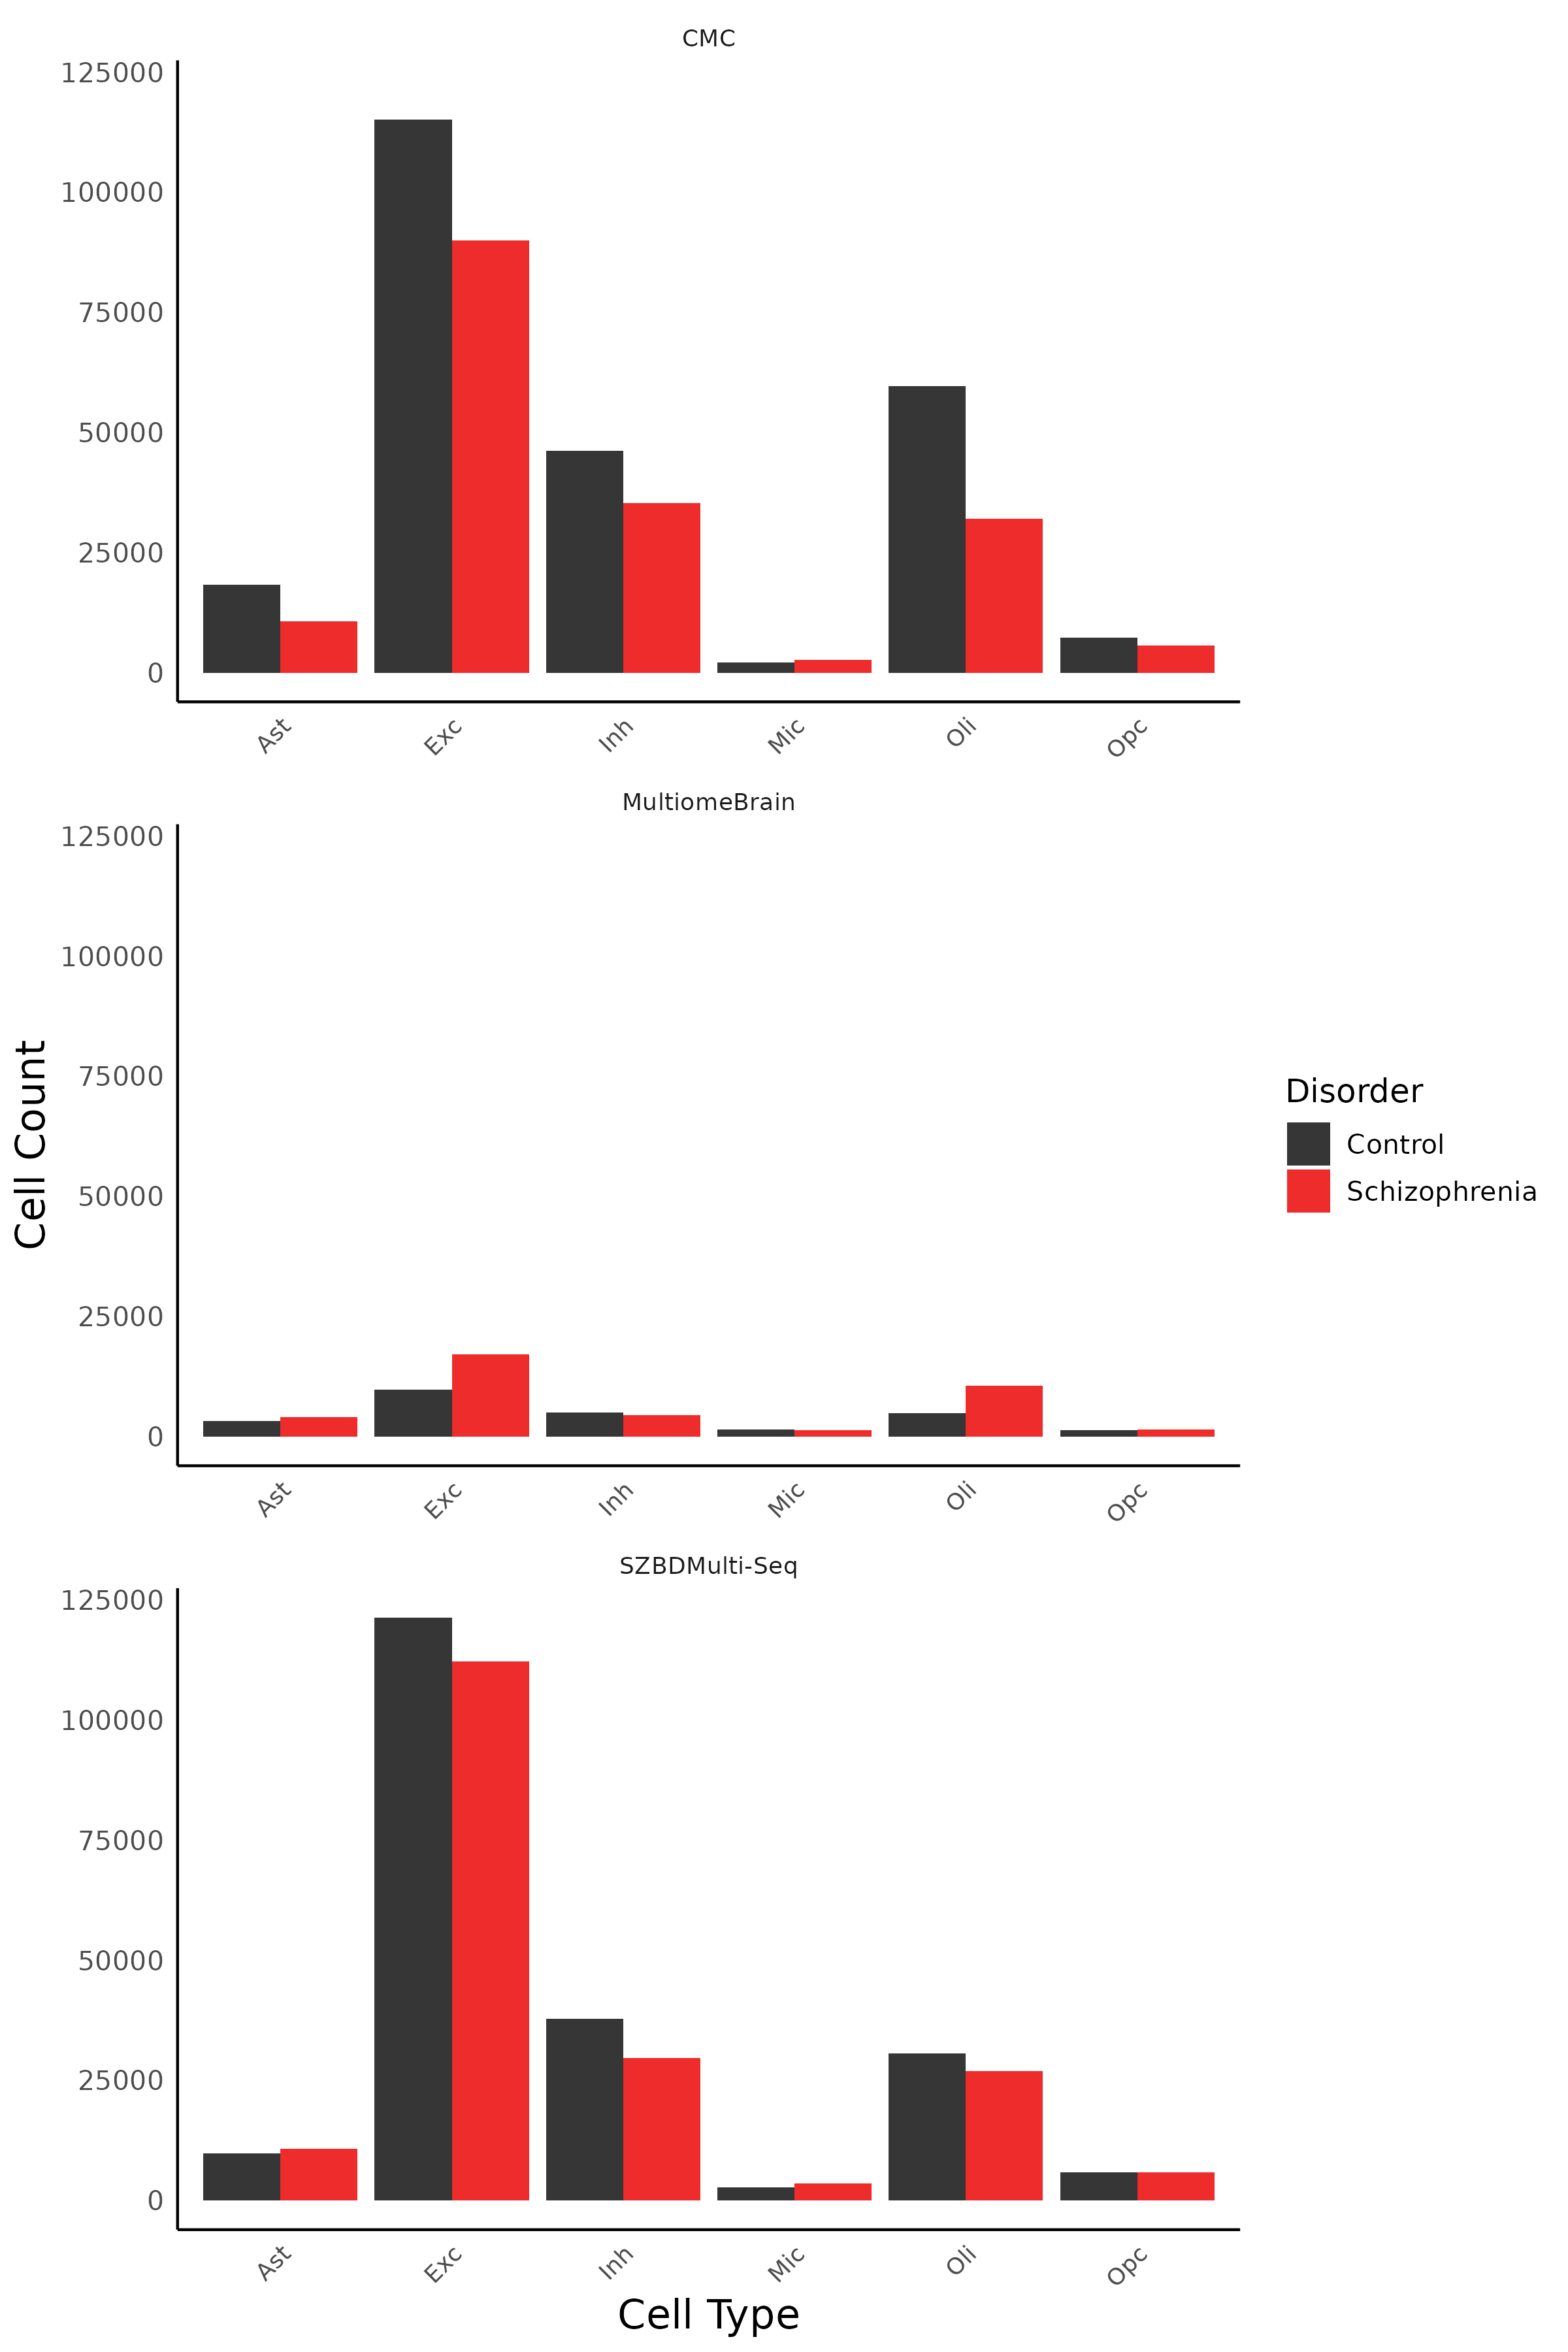 CMC
125000
100000
75000
50000
25000
0
Ast
Exc
Inh
Mic
Oli
Opc
MultiomeBrain
125000
100000
75000
50000
25000
0
Ast
Exc
Inh
Mic
Oli
Opc
SZBDMulti-Seq
125000
100000
75000
50000
25000
0
Ast
Exc
Inh
Mic
Oli
Opc
Cell Type
Cell Count
Disorder
Control
Schizophrenia